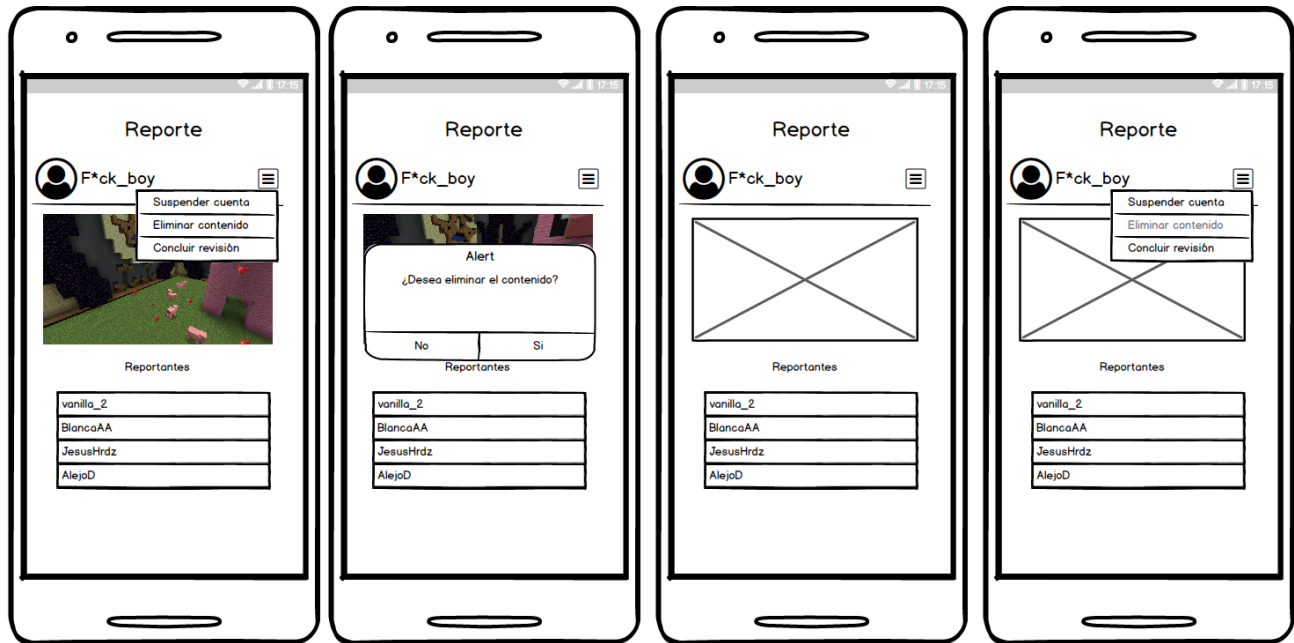 17:15
Reporte
F*ck_boy
Suspender cuenta
Eliminar contenido
Concluir revisión
Reportantes
vanilla_2
BlancaAA
JesusHrdz
AlejoD
17:15
Reporte
F*ck_boy
Alert
¿Desea eliminar el contenido?
No
Si
Reportantes
vanilla_2
BlancaAA
JesusHrdz
AlejoD
17:15
Reporte
F*ck_boy
Reportantes
vanilla_2
BlancaAA
JesusHrdz
AlejoD
17:15
Reporte
F*ck_boy
Suspender cuenta
Eliminar contenido
Concluir revisión
Reportantes
vanilla_2
BlancaAA
JesusHrdz
AlejoD